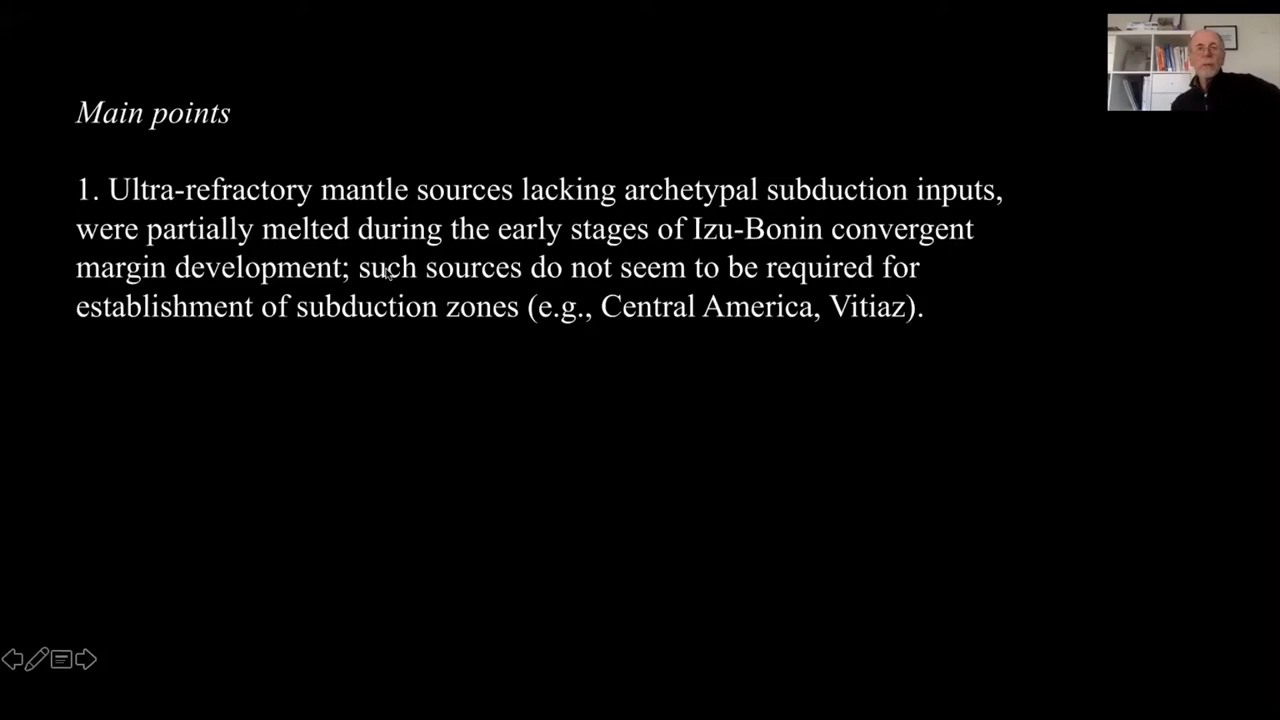 Main points
1. Ultra-refractory mantle sources lacking archetypal subduction inputs,
were partially melted during the early stages of Izu-Bonin convergent
margin development; such sources do not seem to be required for
establishment of subduction zones (e.g., Central America, Vitiaz).